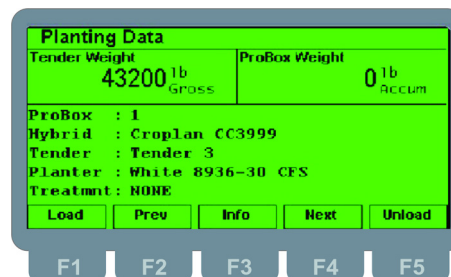 Planting Data
Tender Weight ProBox Weight
43200 lb Gross 0 lb Accum
ProBox : 1
Hybrid : Croplan CC3999
Tender : Tender 3
Planter : White 8936-30 CFS
Treatmnt: NONE
Load Prev Info Next Unload
F1 F2 F3 F4 F5